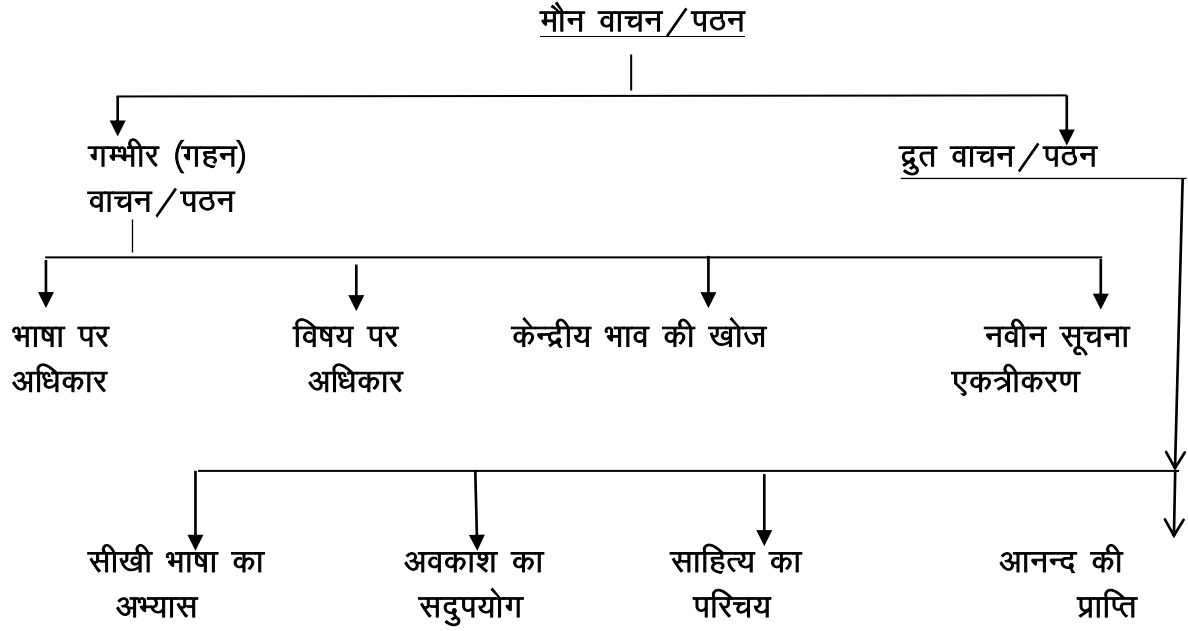 मौन वाचन/पठन
गम्भीर (गहन)
वाचन/पठन
द्रुत वाचन/पठन
भाषा पर
अधिकार
विषय पर
अधिकार
केन्द्रीय भाव की खोज
नवीन सूचना
एकत्रीकरण
सीखी भाषा का
अभ्यास
अवकाश का
सदुपयोग
साहित्य का
परिचय
आनन्द की
प्राप्ति